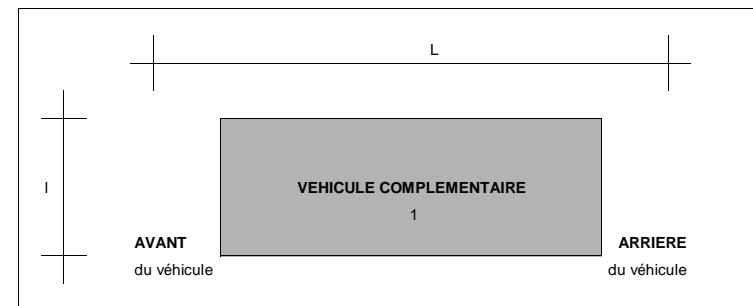 L
l
VEHICULE COMPLEMENTAIRE
1
AVANT
du véhicule
ARRIERE
du véhicule